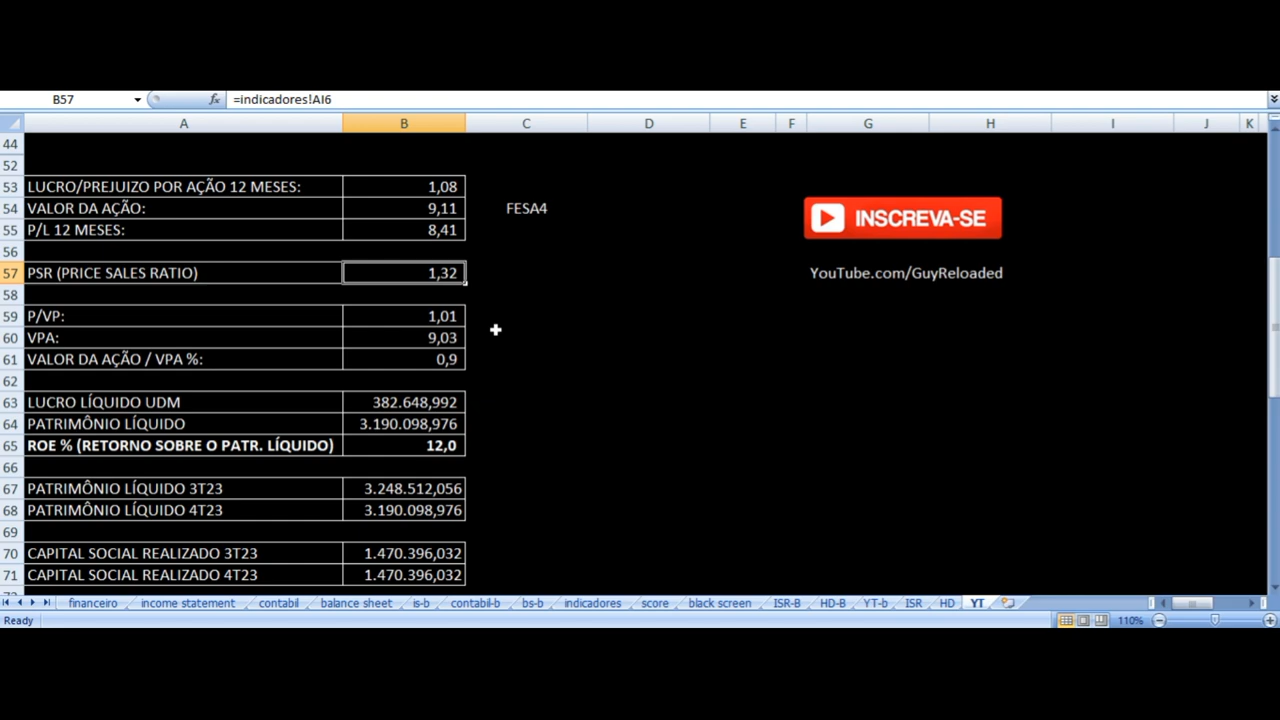 B57 fx =indicadores!AI6
A B C D E F G H I J K
44
52
53 LUCRO/PREJUIZO POR AÇÃO 12 MESES: 1,08
54 VALOR DA AÇÃO: 9,11 FESA4
INSCREVA-SE
55 P/L 12 MESES: 8,41
56
57 PSR (PRICE SALES RATIO) 1,32 YouTube.com/GuyReloaded
58
59 P/VP: 1,01
60 VPA: 9,03
61 VALOR DA AÇÃO / VPA %: 0,9
62
63 LUCRO LÍQUIDO UDM 382.648,992
64 PATRIMÔNIO LÍQUIDO 3.190.098,976
65 ROE % (RETORNO SOBRE O PATR. LÍQUIDO) 12,0
66
67 PATRIMÔNIO LÍQUIDO 3T23 3.248.512,056
68 PATRIMÔNIO LÍQUIDO 4T23 3.190.098,976
69
70 CAPITAL SOCIAL REALIZADO 3T23 1.470.396,032
71 CAPITAL SOCIAL REALIZADO 4T23 1.470.396,032
financeiro income statement contabil balance sheet is-b contabil-b bs-b indicadores score black screen ISR-B HD-B YT-b ISR HD YT
Ready 110%